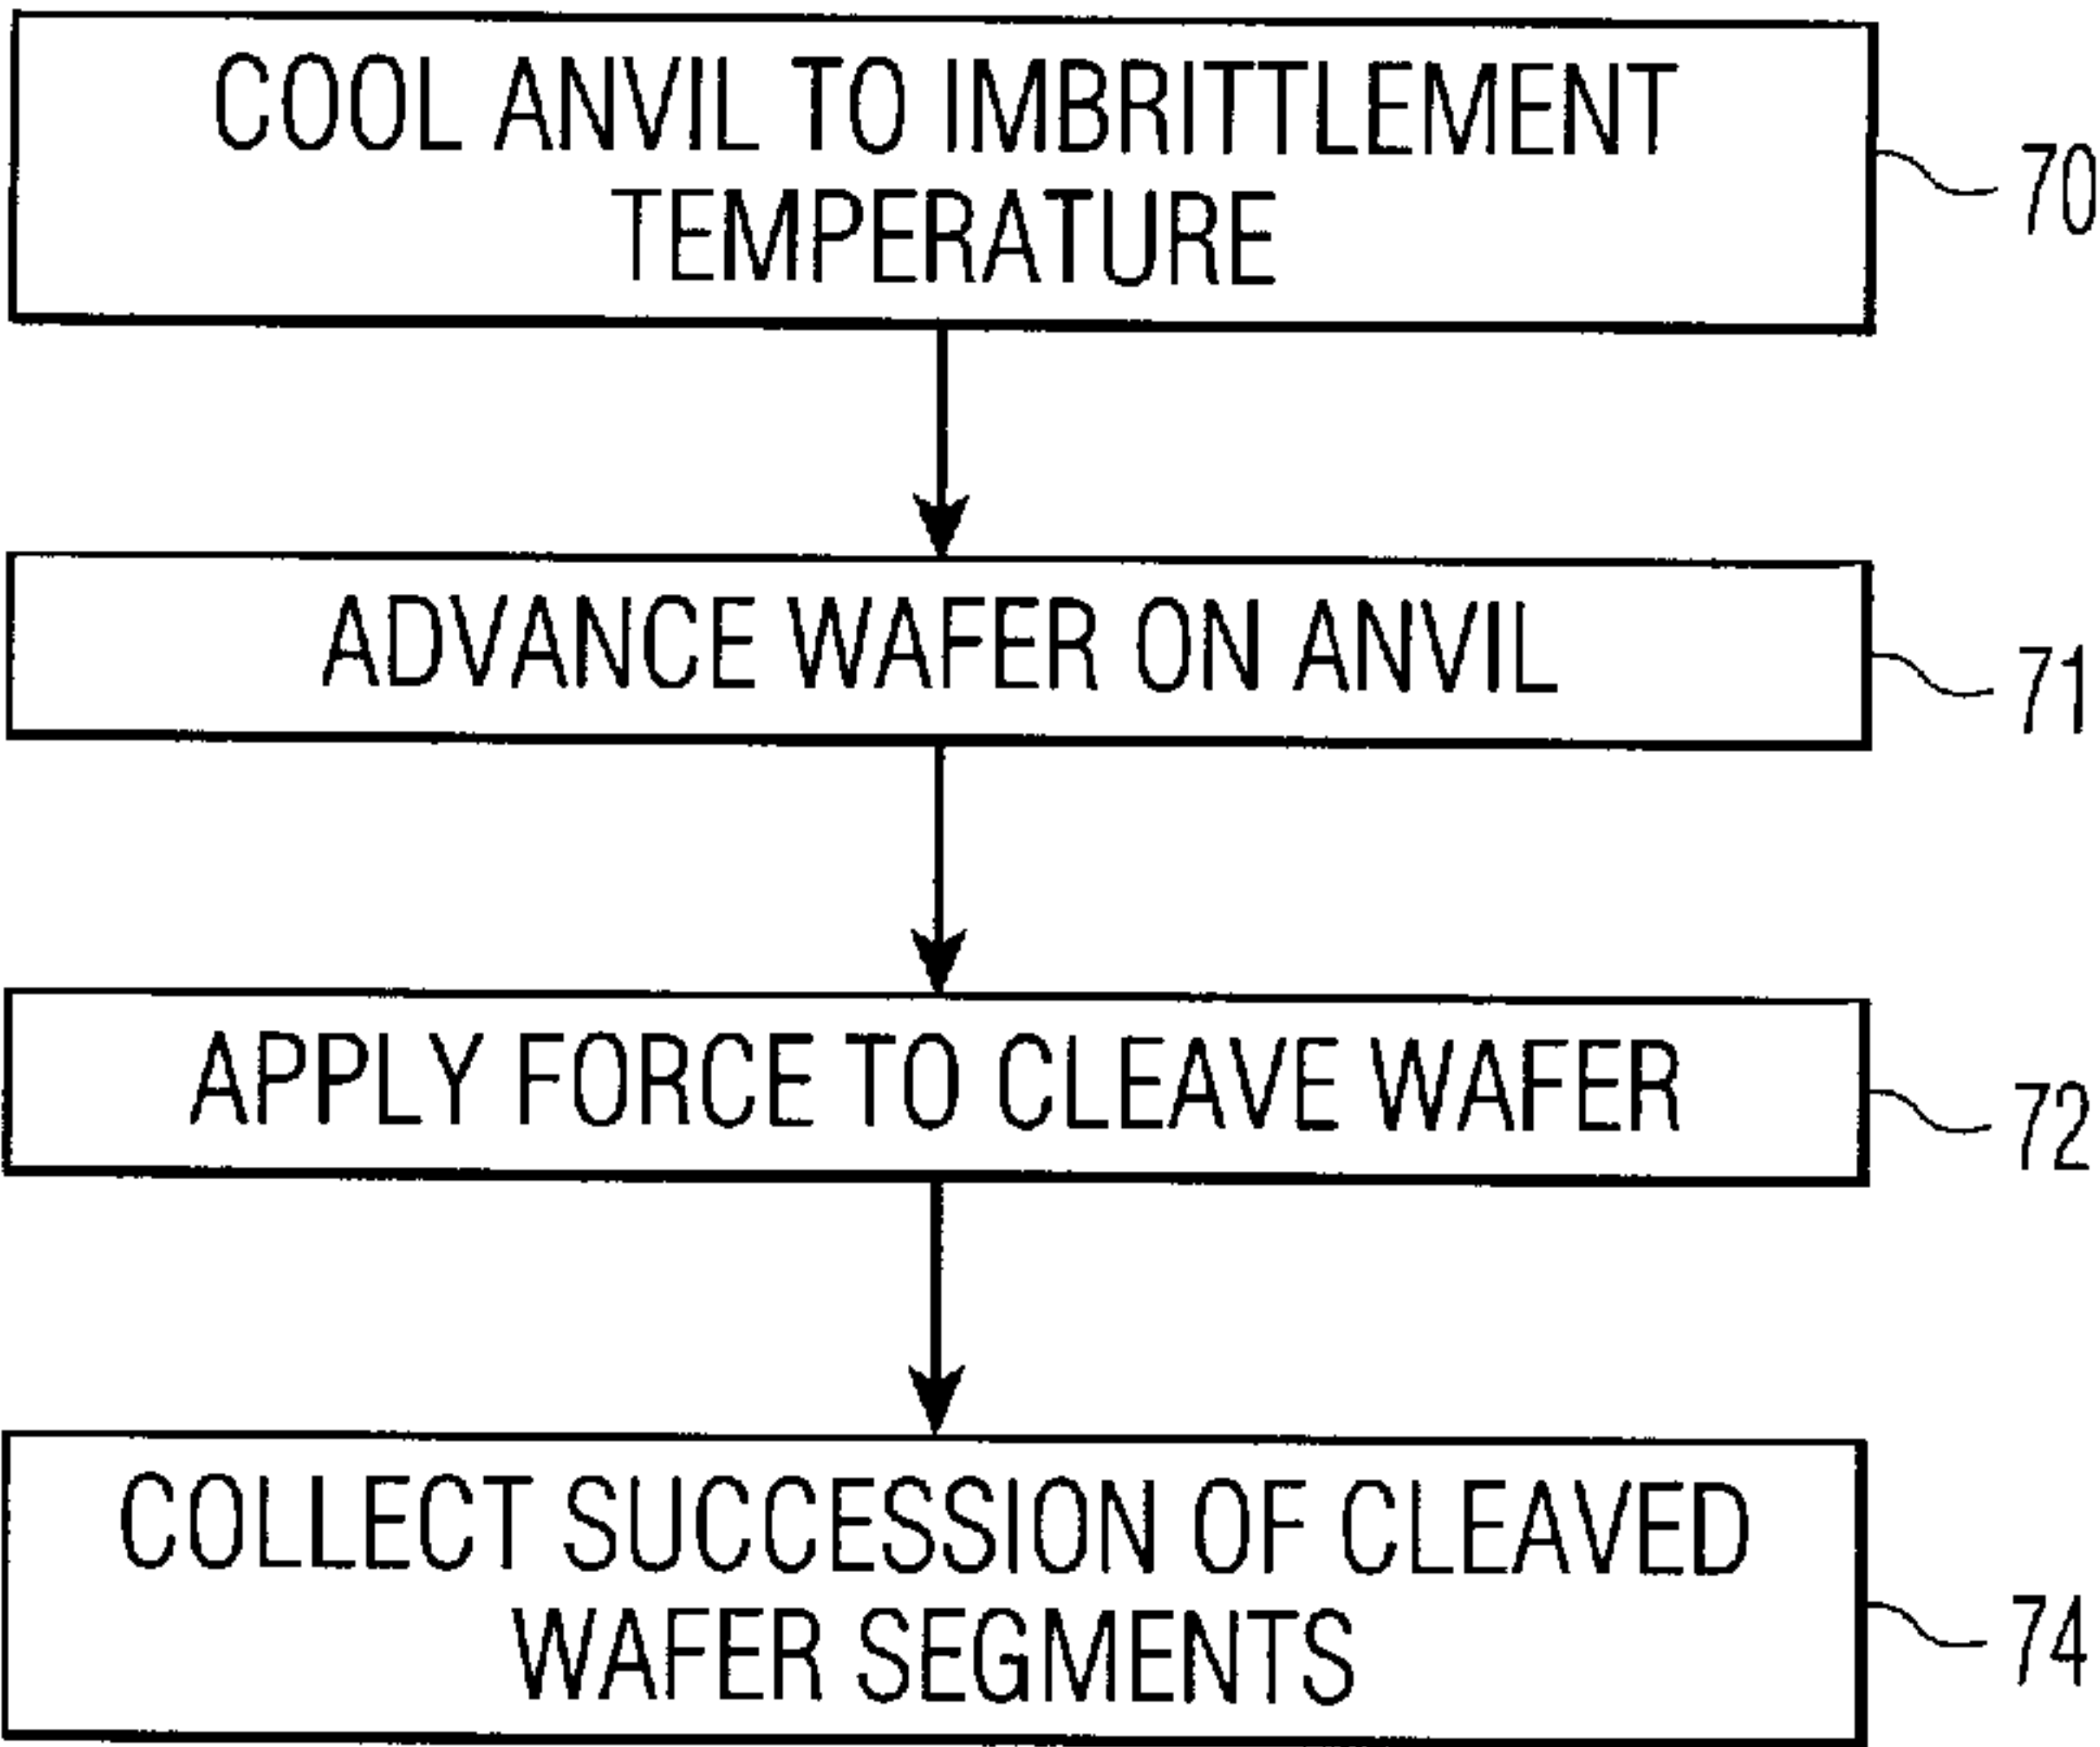 COOL ANVIL TO IMBRITTLEMENT
TEMPERATURE
70
ADVANCE WAFER ON ANVIL
71
APPLY FORCE TO CLEAVE WAFER
72
COLLECT SUCCESSION OF CLEAVED
WAFER SEGMENTS
74